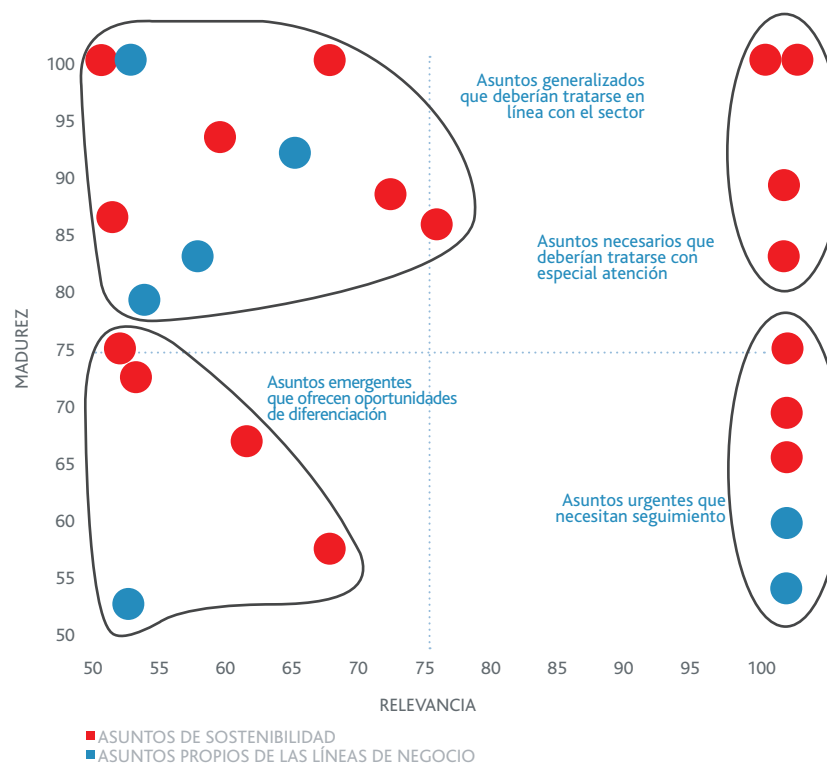 Asuntos generalizados
que deberían tratarse en
línea con el sector
Asuntos necesarios que
deberían tratarse con
especial atención
Asuntos emergentes
que ofrecen oportunidades
de diferenciación
Asuntos urgentes que
necesitan seguimiento
MADUREZ
100
95
90
85
80
75
70
65
60
55
50
50 55 60 65 70 75 80 85 90 95 100
RELEVANCIA
ASUNTOS DE SOSTENIBILIDAD
ASUNTOS PROPIOS DE LAS LÍNEAS DE NEGOCIO